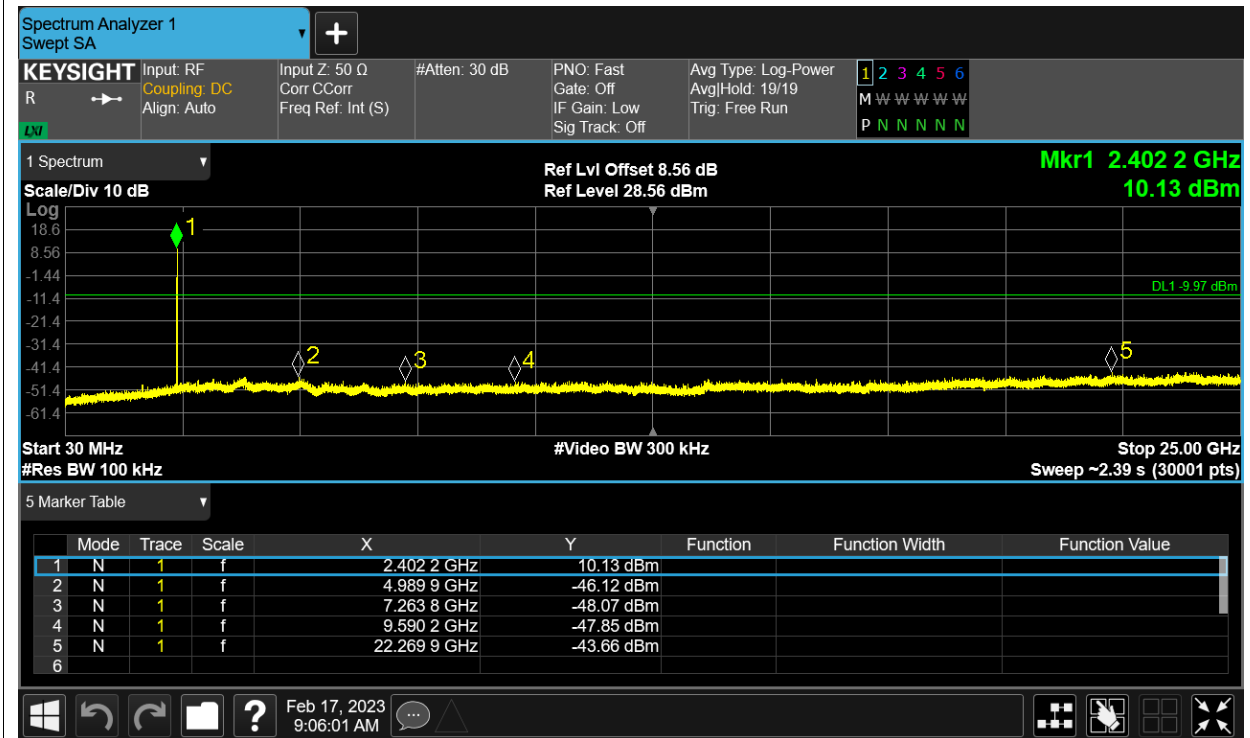 Spectrum Analyzer 1
Swept SA
KEYSIGHT
R
LXI
Input: RF
Coupling: DC
Align: Auto
Input Z: 50 Ω
Corr CCorr
Freq Ref: Int (S)
#Atten: 30 dB
PNO: Fast
Gate: Off
IF Gain: Low
Sig Track: Off
Avg Type: Log-Power
Avg|Hold: 19/19
Trig: Free Run
1 2 3 4 5 6
M W W W W W
P N N N N N
1 Spectrum
Scale/Div 10 dB
Ref Lvl Offset 8.56 dB
Ref Level 28.56 dBm
Mkr1 2.402 2 GHz
10.13 dBm
Log
18.6
8.56
-1.44
-11.4
-21.4
-31.4
-41.4
-51.4
-61.4
1
DL1 -9.97 dBm
2
3
4
5
Start 30 MHz
#Video BW 300 kHz
Stop 25.00 GHz
#Res BW 100 kHz
Sweep ~2.39 s (30001 pts)
5 Marker Table
Mode Trace Scale X Y Function Function Width Function Value
1 N 1 f 2.402 2 GHz 10.13 dBm
2 N 1 f 4.989 9 GHz -46.12 dBm
3 N 1 f 7.263 8 GHz -48.07 dBm
4 N 1 f 9.590 2 GHz -47.85 dBm
5 N 1 f 22.269 9 GHz -43.66 dBm
6
?
Feb 17, 2023
9:06:01 AM